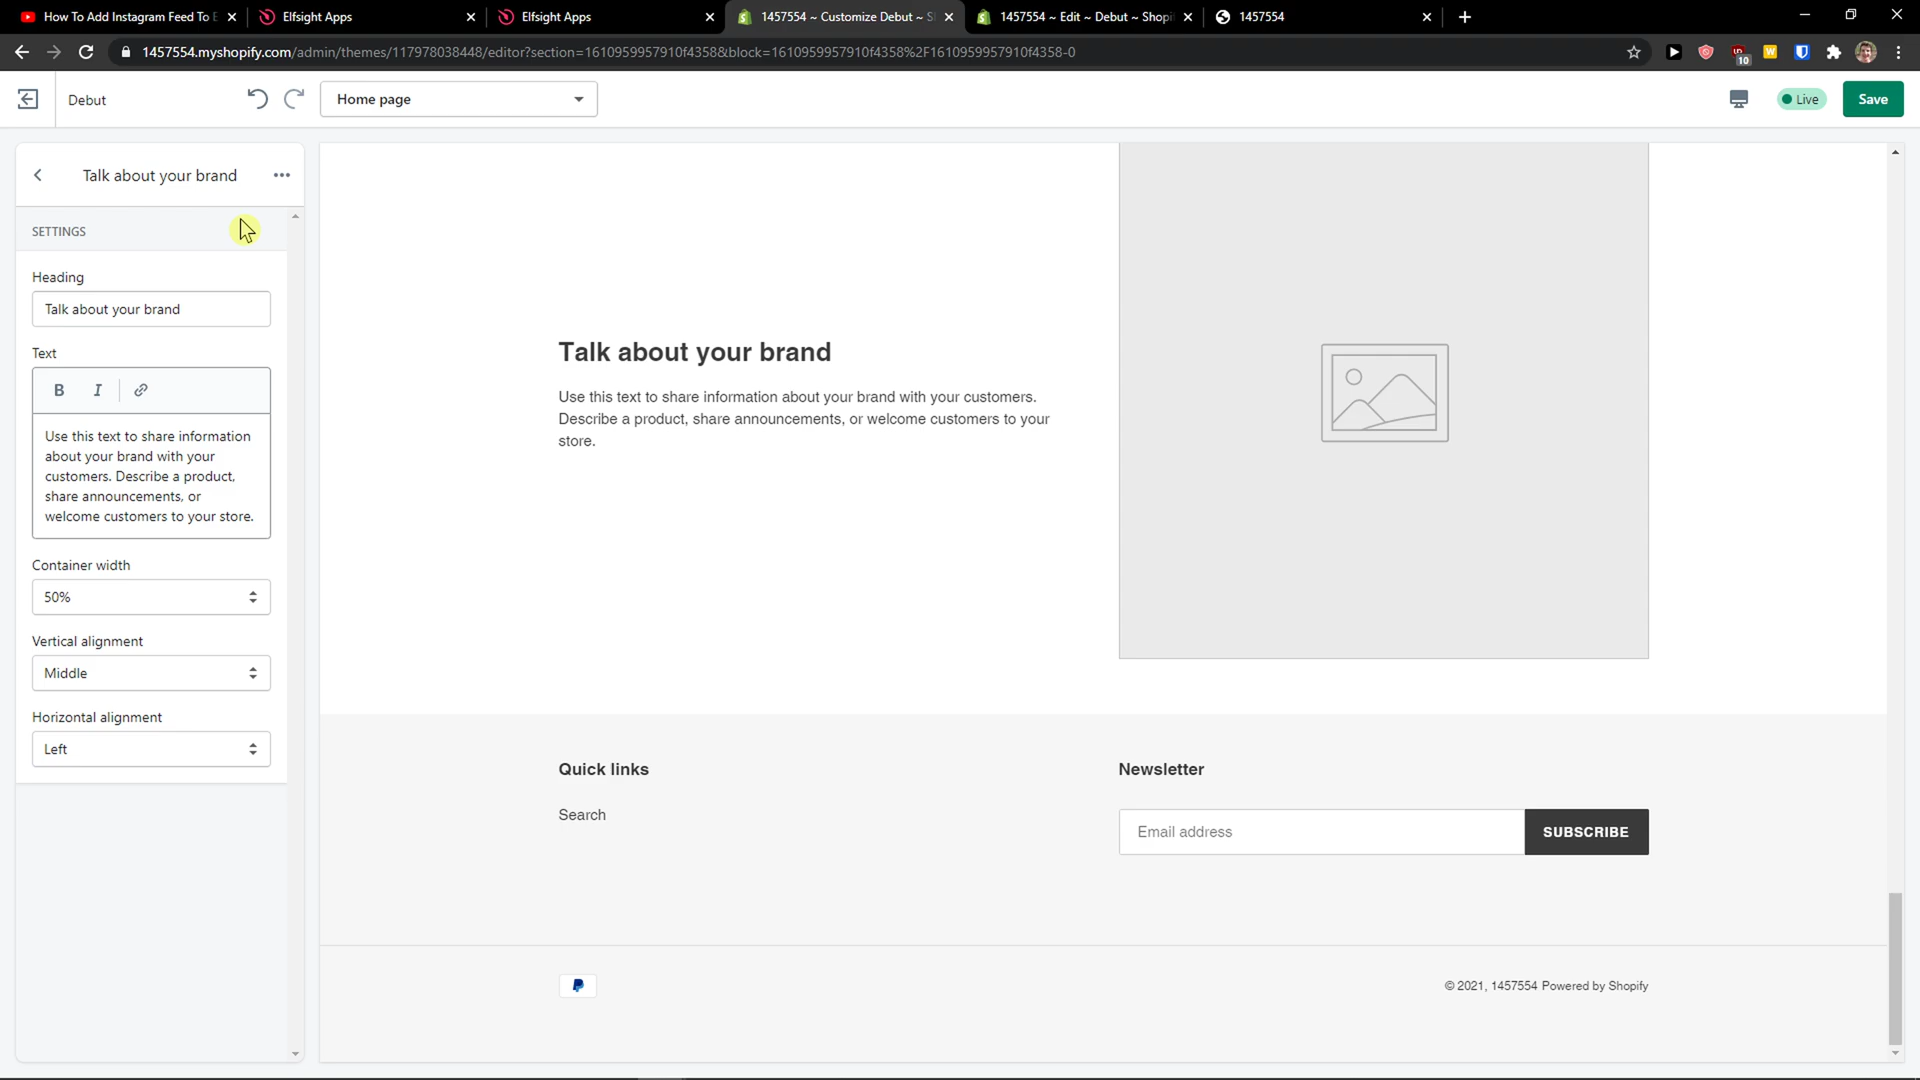 How To Add Instagram Feed To E
Elfsight Apps
Elfsight Apps
1457554 ~ Customize Debut ~ S
1457554 ~ Edit ~ Debut ~ Shopi
1457554
1457554.myshopify.com/admin/themes/117978038448/editor?section=1610959957910f4358&block=1610959957910f4358%2F1610959957910f4358-0
10
W
Debut
Home page
Live
Save
Talk about your brand
SETTINGS
Heading
Talk about your brand
Text
B I
Use this text to share information
about your brand with your
customers. Describe a product,
share announcements, or
welcome customers to your store.
Container width
50%
Vertical alignment
Middle
Horizontal alignment
Left
Talk about your brand
Use this text to share information about your brand with your customers.
Describe a product, share announcements, or welcome customers to your
store.
Quick links
Search
Newsletter
Email address
SUBSCRIBE
© 2021, 1457554 Powered by Shopify